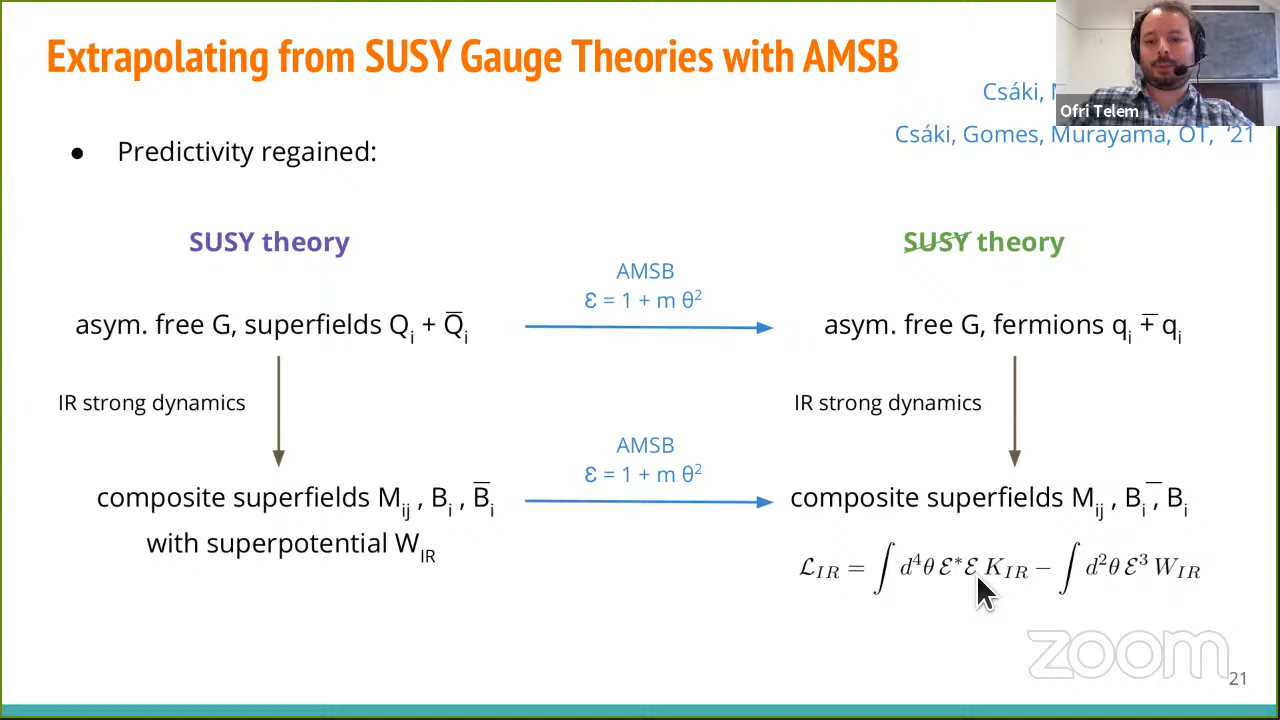 Extrapolating from SUSY Gauge Theories with AMSB
Csáki,
Ofri Telem
Csáki, Gomes, Murayama, OT, '21
● Predictivity regained:
SUSY theory
SUSY theory
AMSB
Ɛ = 1 + m θ²
asym. free G, superfields Qᵢ + Q̅ᵢ
asym. free G, fermions qᵢ + q̅ᵢ
IR strong dynamics
IR strong dynamics
AMSB
Ɛ = 1 + m θ²
composite superfields Mᵢⱼ , Bᵢ , B̅ᵢ
composite superfields Mᵢⱼ , Bᵢ , B̅ᵢ
with superpotential W_IR
ℒ_IR = ∫ d⁴θ ℰ*ℰ K_IR − ∫ d²θ ℰ³ W_IR
zoom
21